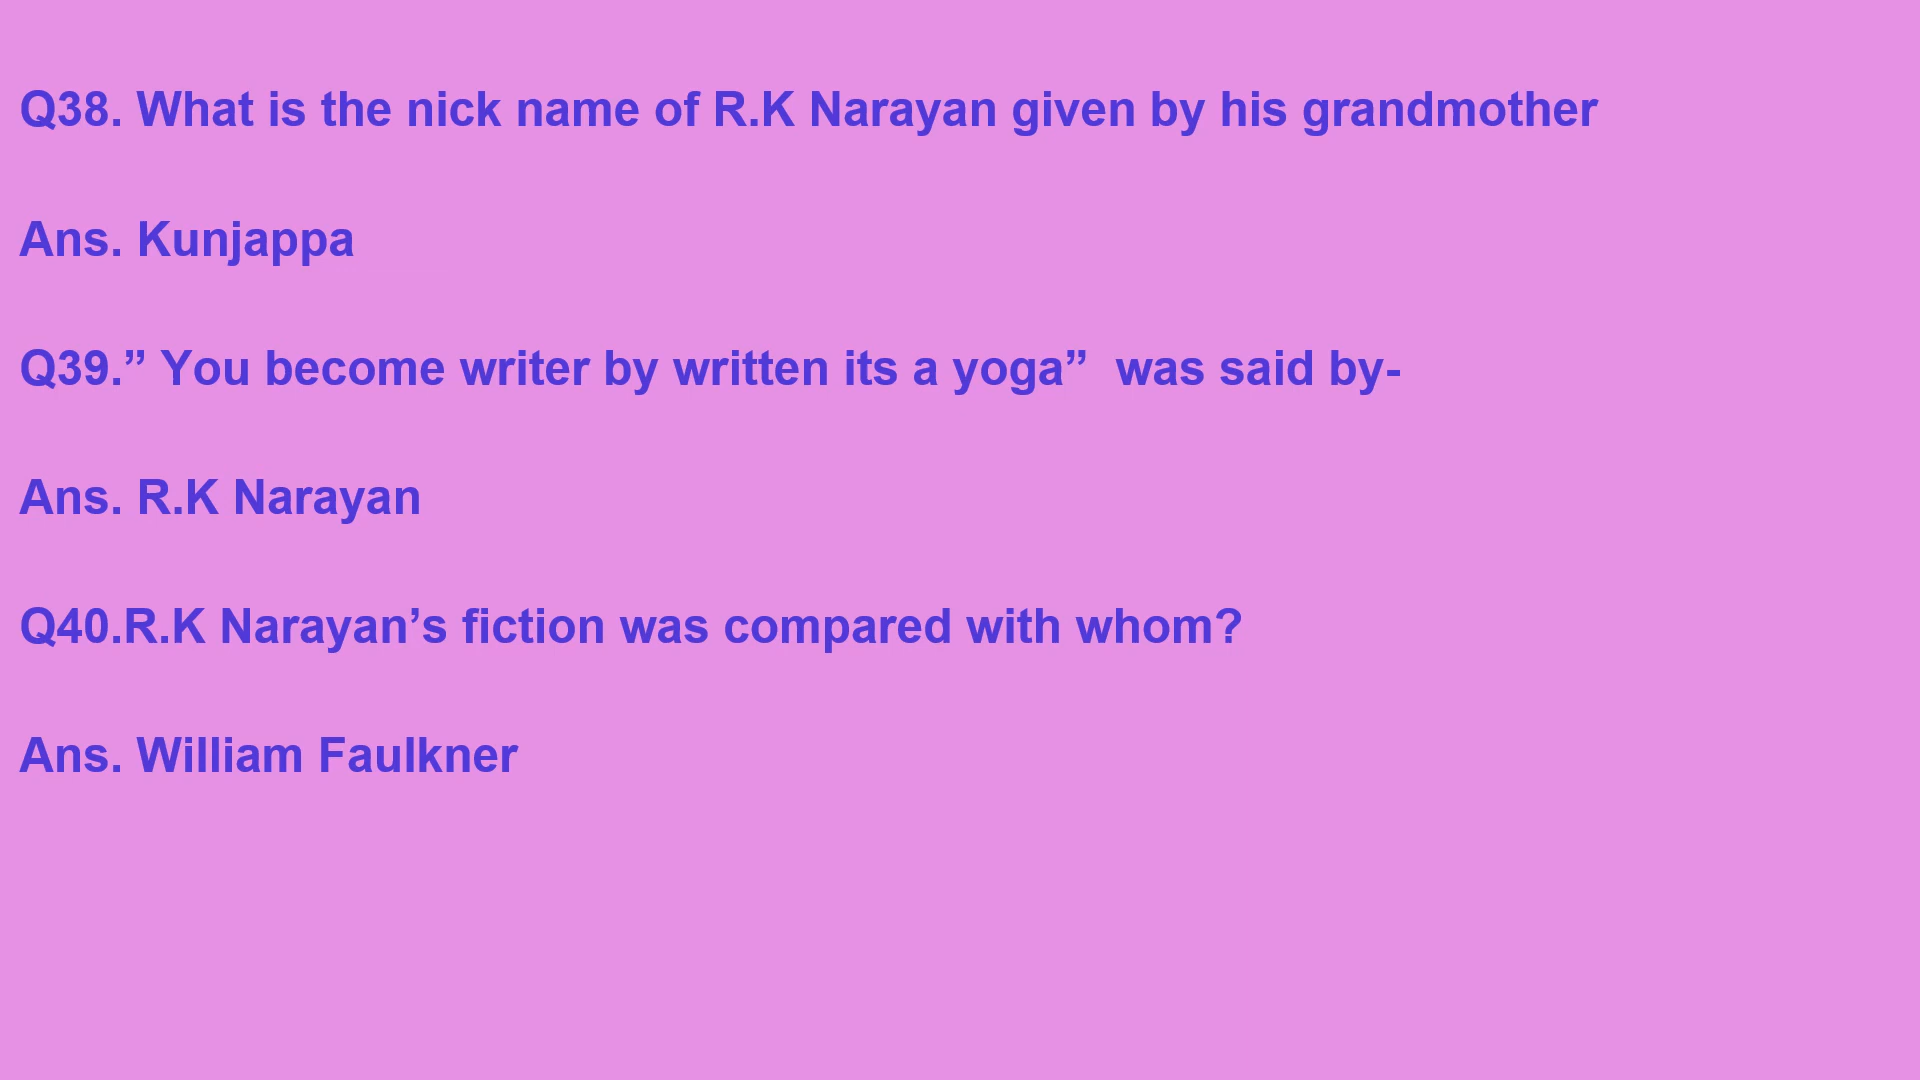 Q38. What is the nick name of R.K Narayan given by his grandmother
Ans. Kunjappa
Q39.” You become writer by written its a yoga”  was said by-
Ans. R.K Narayan
Q40.R.K Narayan’s fiction was compared with whom?
Ans. William Faulkner